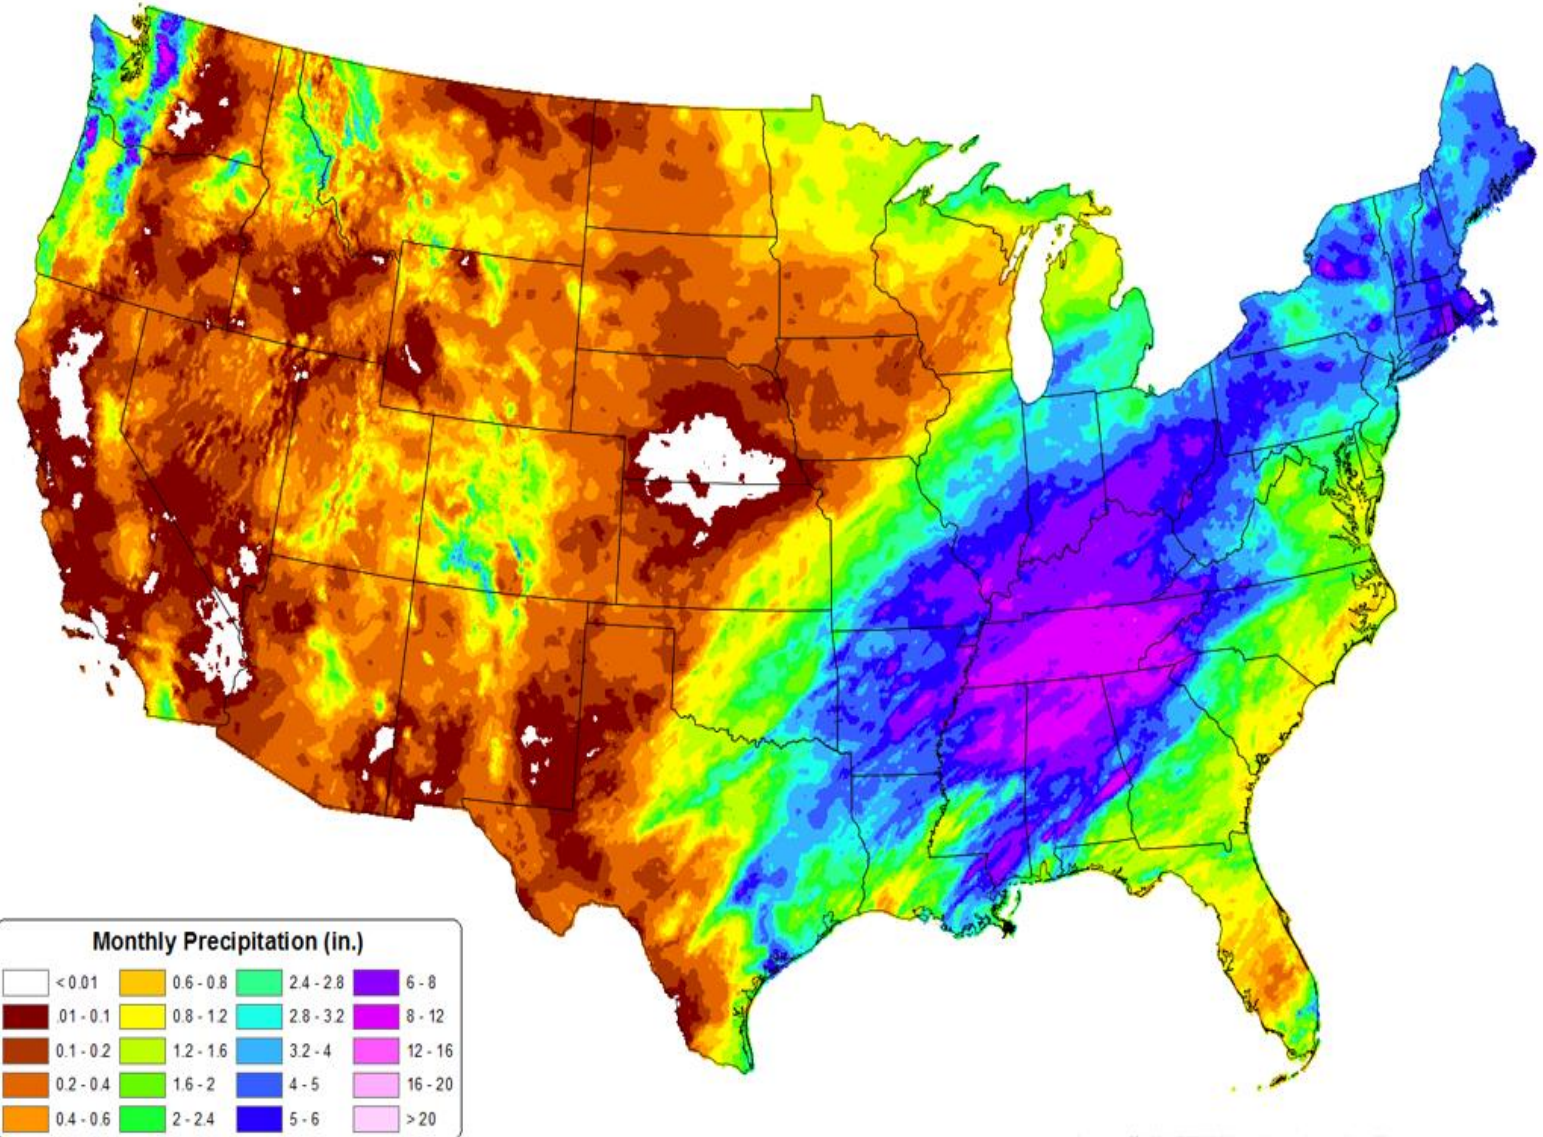 Monthly Precipitation (in.)
< 0.01 0.6 - 0.8 2.4 - 2.8 6 - 8
.01 - 0.1 0.8 - 1.2 2.8 - 3.2 8 - 12
0.1 - 0.2 1.2 - 1.6 3.2 - 4 12 - 16
0.2 - 0.4 1.6 - 2 4 - 5 16 - 20
0.4 - 0.6 2 - 2.4 5 - 6 > 20